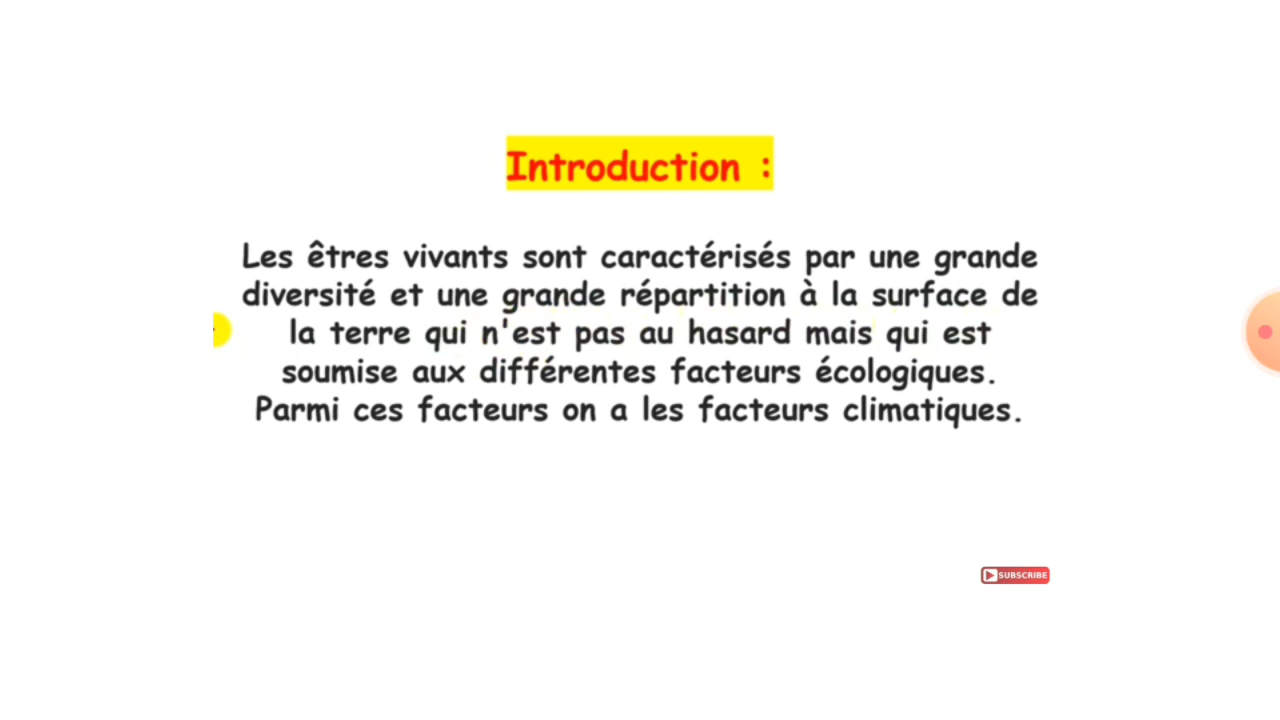 Introduction :
Les êtres vivants sont caractérisés par une grande
diversité et une grande répartition à la surface de
la terre qui n'est pas au hasard mais qui est
soumise aux différentes facteurs écologiques.
Parmi ces facteurs on a les facteurs climatiques.
SUBSCRIBE